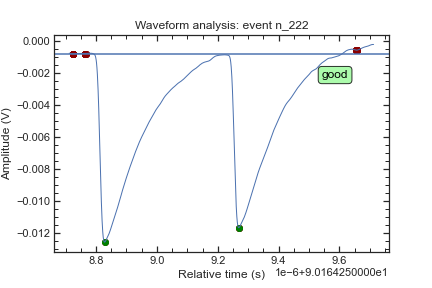 Waveform analysis: event n_222
Amplitude (V)
0.000
−0.002
−0.004
−0.006
−0.008
−0.010
−0.012
good
8.8
9.0
9.2
9.4
9.6
Relative time (s)
1e−6+9.0164250000e1